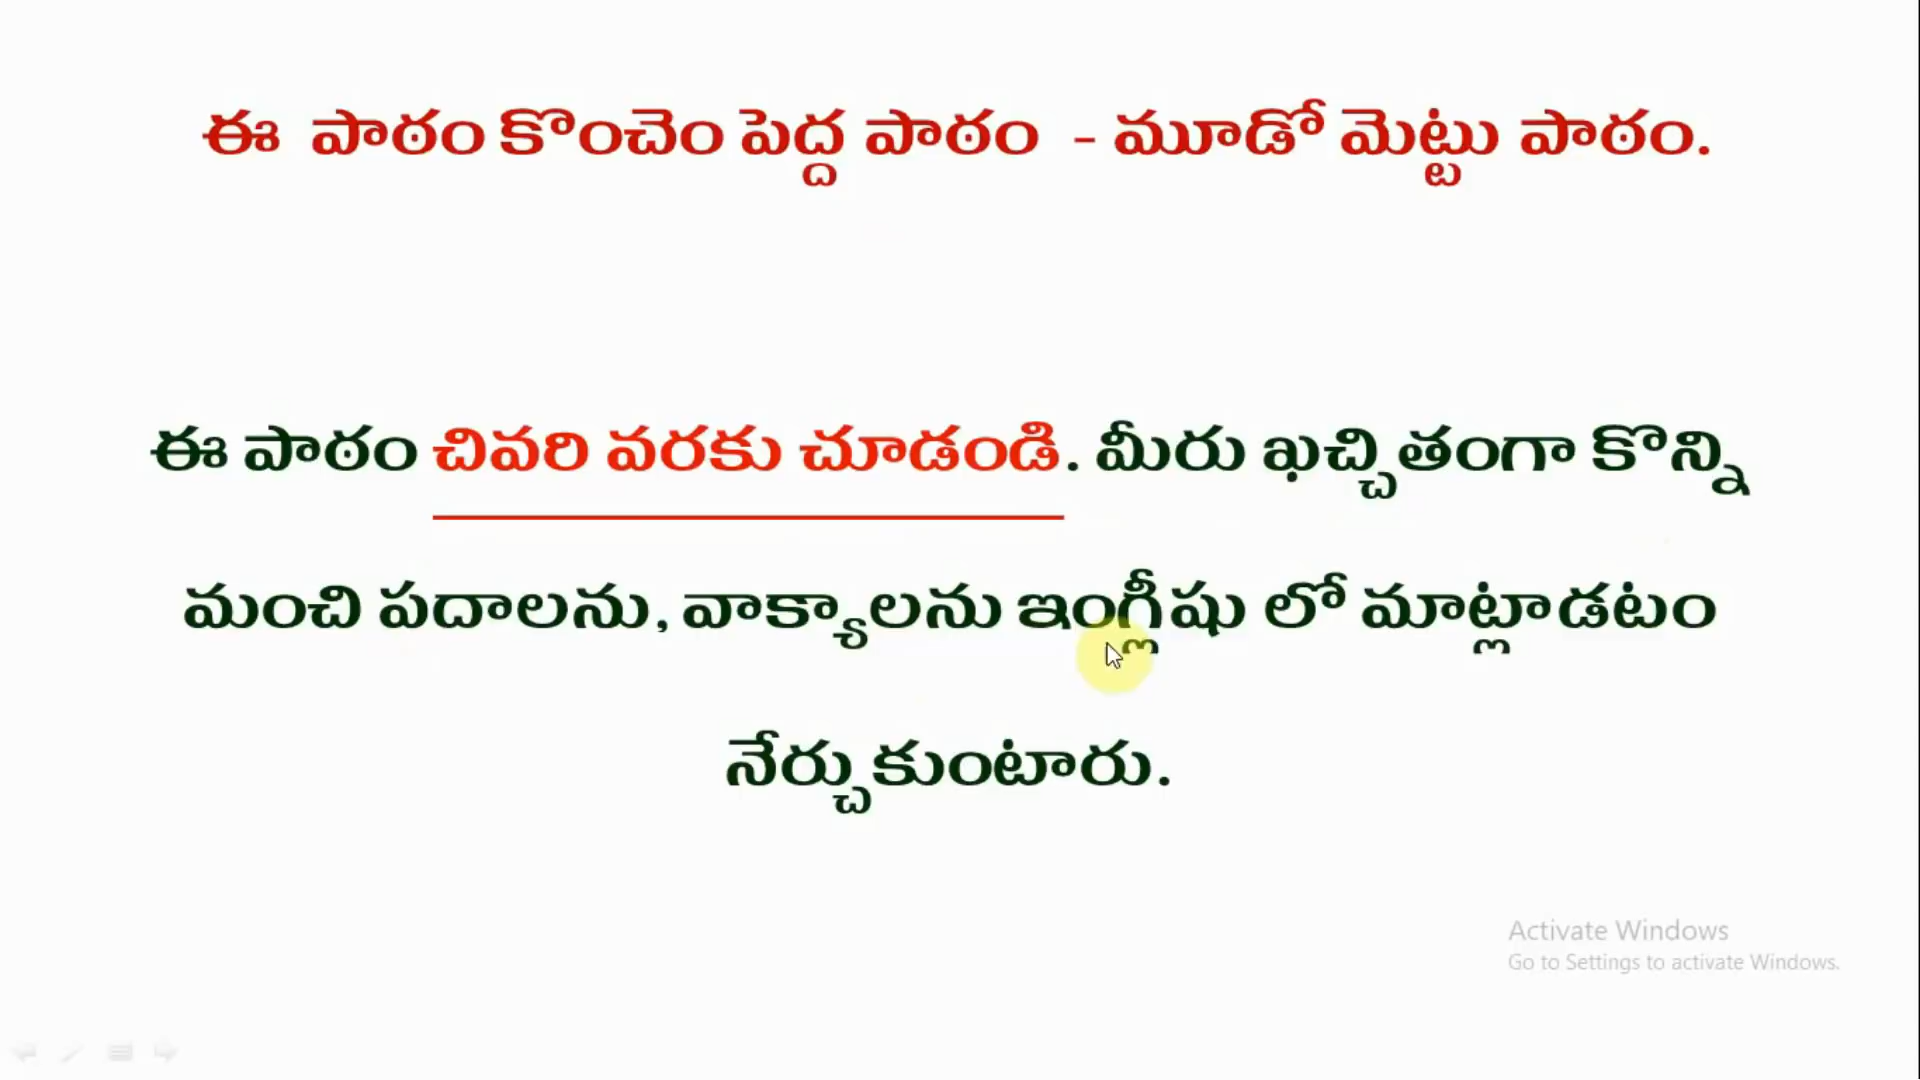 ఈ పాఠం కొంచెం పెద్ద పాఠం - మూడో మెట్టు పాఠం.
ఈ పాఠం చివరి వరకు చూడండి. మీరు ఖచ్చితంగా కొన్ని
మంచి పదాలను, వాక్యాలను ఇంగ్లీషు లో మాట్లాడటం
నేర్చుకుంటారు.
Activate Windows
Go to Settings to activate Windows.